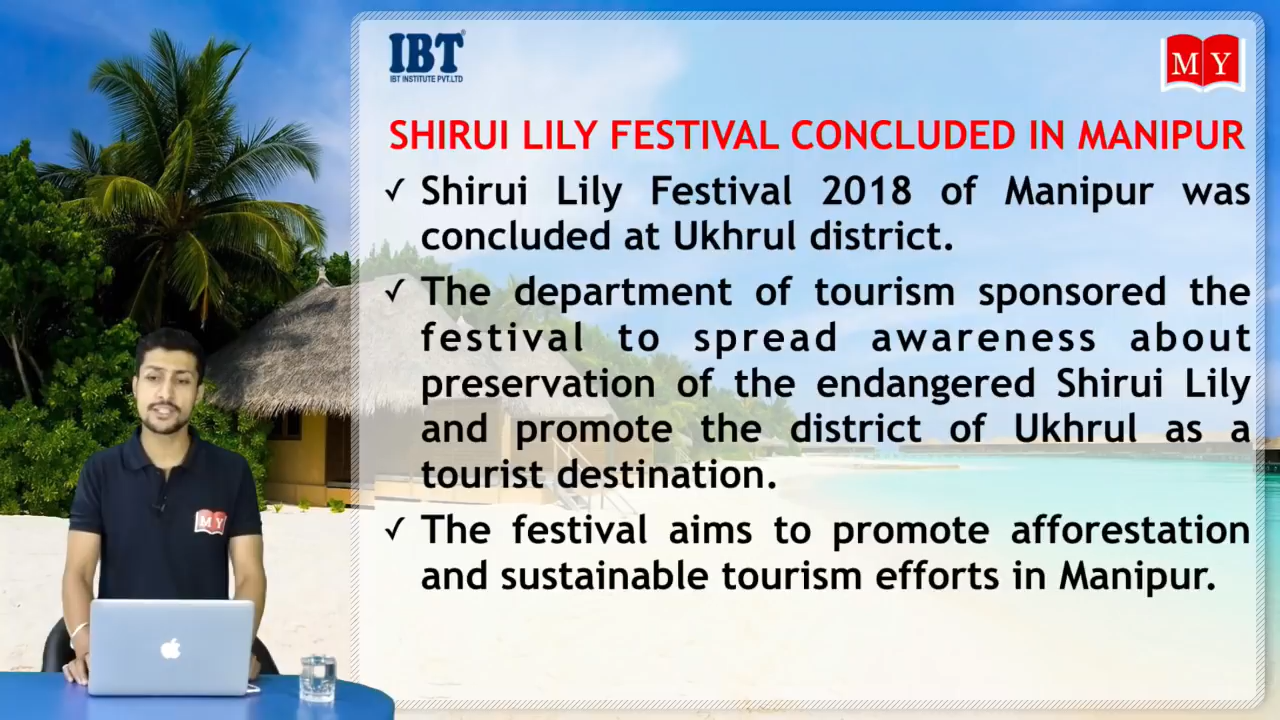 IBT
IBT INSTITUTE PVT.LTD
M Y
SHIRUI LILY FESTIVAL CONCLUDED IN MANIPUR
✓ Shirui Lily Festival 2018 of Manipur was
concluded at Ukhrul district.
✓ The department of tourism sponsored the
festival to spread awareness about
preservation of the endangered Shirui Lily
and promote the district of Ukhrul as a
tourist destination.
✓ The festival aims to promote afforestation
and sustainable tourism efforts in Manipur.
M Y